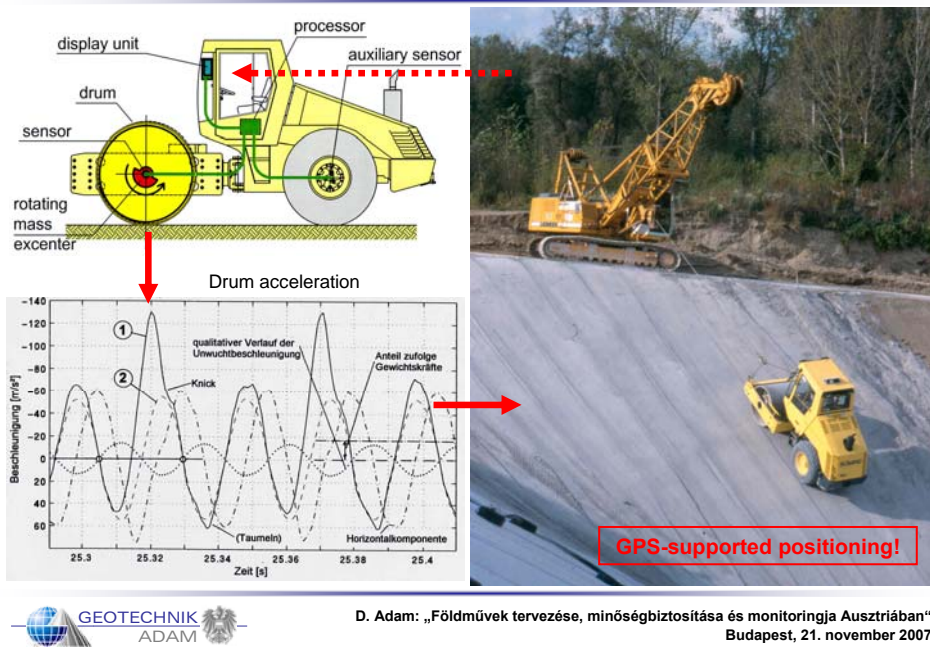 processor
display unit
auxiliary sensor
drum
sensor
rotating
mass
excenter
Drum acceleration
-140
-120
-100
-80
-60
-40
-20
0
20
40
60
Beschleunigung [m/s²]
1
2
Knick
qualitativer Verlauf der
Unwuchtbeschleunigung
Anteil zufolge
Gewichtskräfte
(Taumeln)
Horizontalkomponente
25.3 25.32 25.34 25.36 25.38 25.4
Zeit [s]
GPS-supported positioning!
GEOTECHNIK
ADAM
D. Adam: „Földművek tervezése, minőségbiztosítása és monitoringja Ausztriában“
Budapest, 21. november 2007